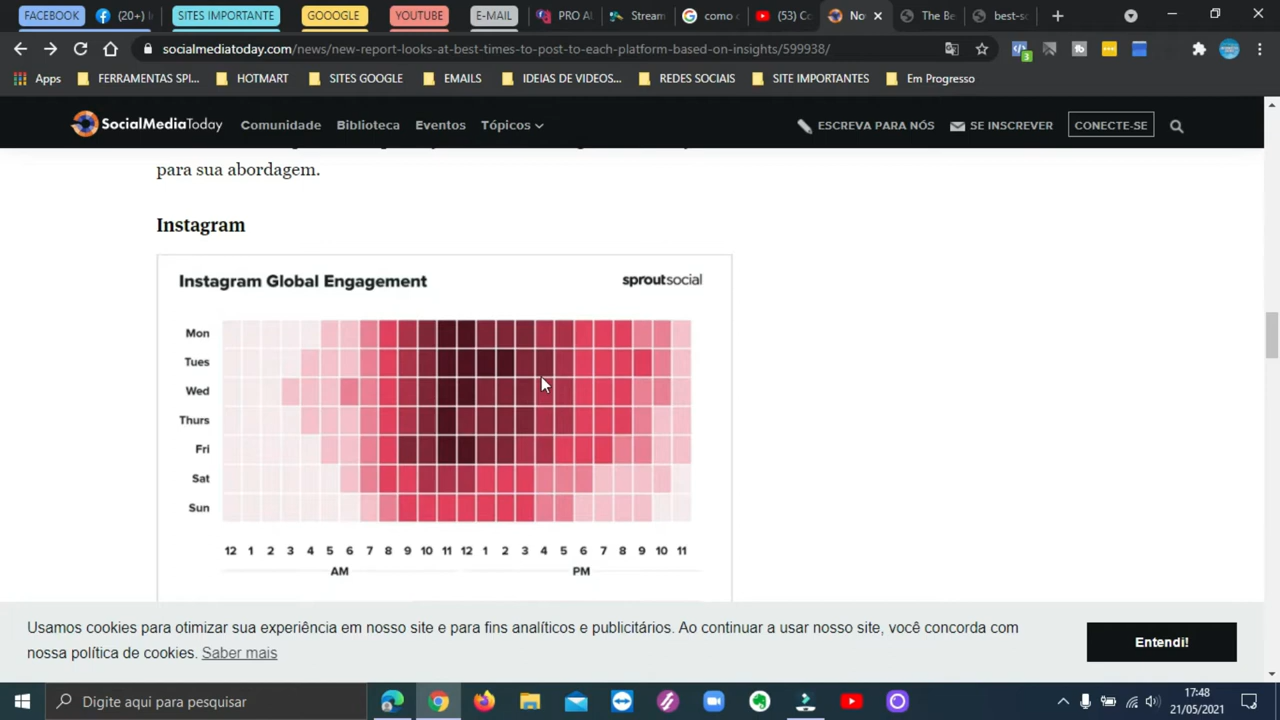 FACEBOOK
(20+) I
SITES IMPORTANTE
GOOOGLE
YOUTUBE
E-MAIL
PRO A
Stream
como
(53) C
No
The Be
best-s
socialmediatoday.com/news/new-report-looks-at-best-times-to-post-to-each-platform-based-on-insights/599938/
3
Apps
FERRAMENTAS SPI...
HOTMART
SITES GOOGLE
EMAILS
IDEIAS DE VIDEOS...
REDES SOCIAIS
SITE IMPORTANTES
Em Progresso
SocialMediaToday
Comunidade
Biblioteca
Eventos
Tópicos
ESCREVA PARA NÓS
SE INSCREVER
CONECTE-SE
para sua abordagem.
Instagram
Instagram Global Engagement
sproutsocial
Mon
Tues
Wed
Thurs
Fri
Sat
Sun
12 1 2 3 4 5 6 7 8 9 10 11 12 1 2 3 4 5 6 7 8 9 10 11
AM PM
Usamos cookies para otimizar sua experiência em nosso site e para fins analíticos e publicitários. Ao continuar a usar nosso site, você concorda com
nossa política de cookies. Saber mais
Entendi!
Digite aqui para pesquisar
17:48
21/05/2021